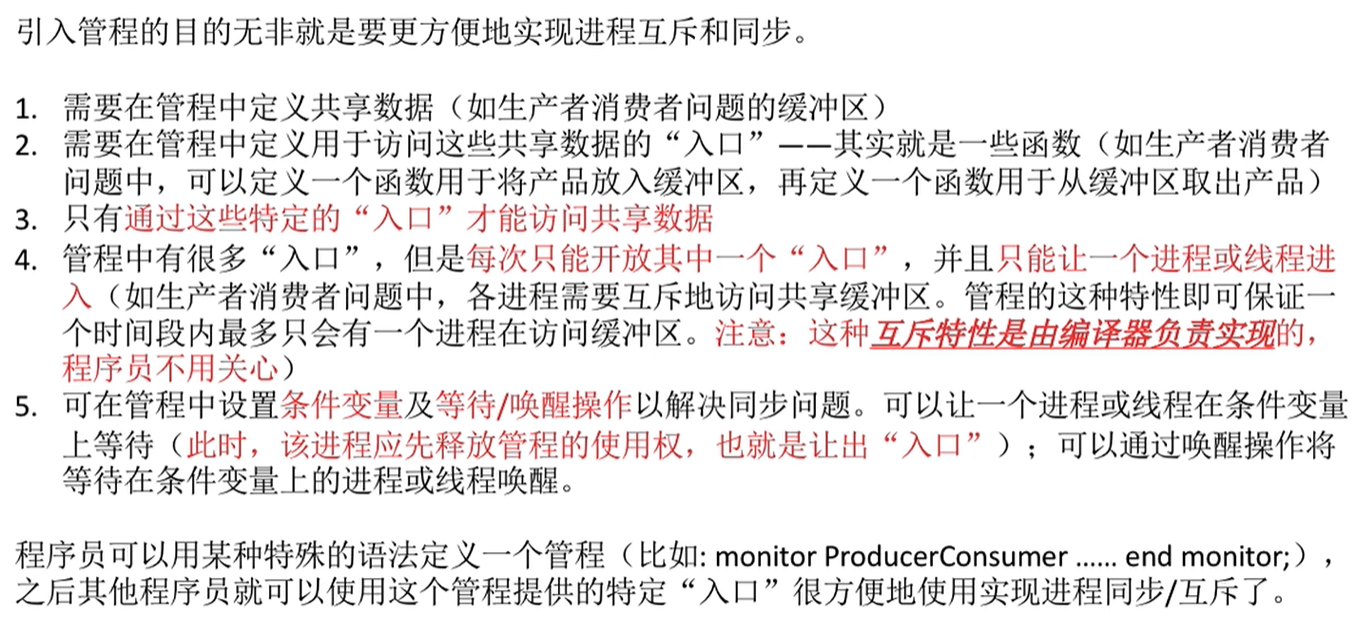 引入管程的目的无非就是要更方便地实现进程互斥和同步。
1. 需要在管程中定义共享数据（如生产者消费者问题的缓冲区）
2. 需要在管程中定义用于访问这些共享数据的“入口”——其实就是一些函数（如生产者消费者
问题中，可以定义一个函数用于将产品放入缓冲区，再定义一个函数用于从缓冲区取出产品）
3. 只有通过这些特定的“入口”才能访问共享数据
4. 管程中有很多“入口”，但是每次只能开放其中一个“入口”，并且只能让一个进程或线程进
入（如生产者消费者问题中，各进程需要互斥地访问共享缓冲区。管程的这种特性即可保证一
个时间段内最多只会有一个进程在访问缓冲区。注意：这种互斥特性是由编译器负责实现的，
程序员不用关心）
5. 可在管程中设置条件变量及等待/唤醒操作以解决同步问题。可以让一个进程或线程在条件变量
上等待（此时，该进程应先释放管程的使用权，也就是让出“入口”）；可以通过唤醒操作将
等待在条件变量上的进程或线程唤醒。
程序员可以用某种特殊的语法定义一个管程（比如: monitor ProducerConsumer …… end monitor;），
之后其他程序员就可以使用这个管程提供的特定“入口”很方便地使用实现进程同步/互斥了。